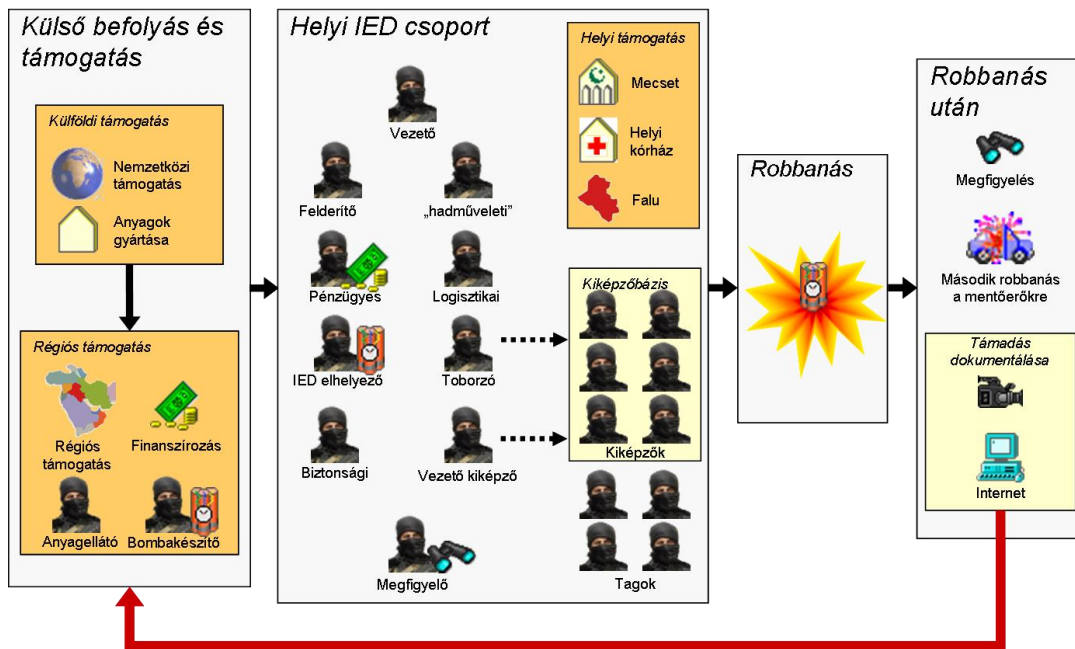 Külső befolyás és
támogatás
Külföldi támogatás
Nemzetközi
támogatás
Anyagok
gyártása
Régiós támogatás
Régiós
támogatás
Finanszírozás
Anyagellátó
Bombakészítő
Helyi IED csoport
Vezető
Felderítő
„hadműveleti”
Pénzügyes
Logisztikai
IED elhelyező
Toborzó
Biztonsági
Vezető kiképző
Megfigyelő
Helyi támogatás
Mecset
Helyi
kórház
Falu
Kiképzőbázis
Kiképzők
Tagok
Robbanás
Robbanás
után
Megfigyelés
Második robbanás
a mentőerőkre
Támadás
dokumentálása
Internet